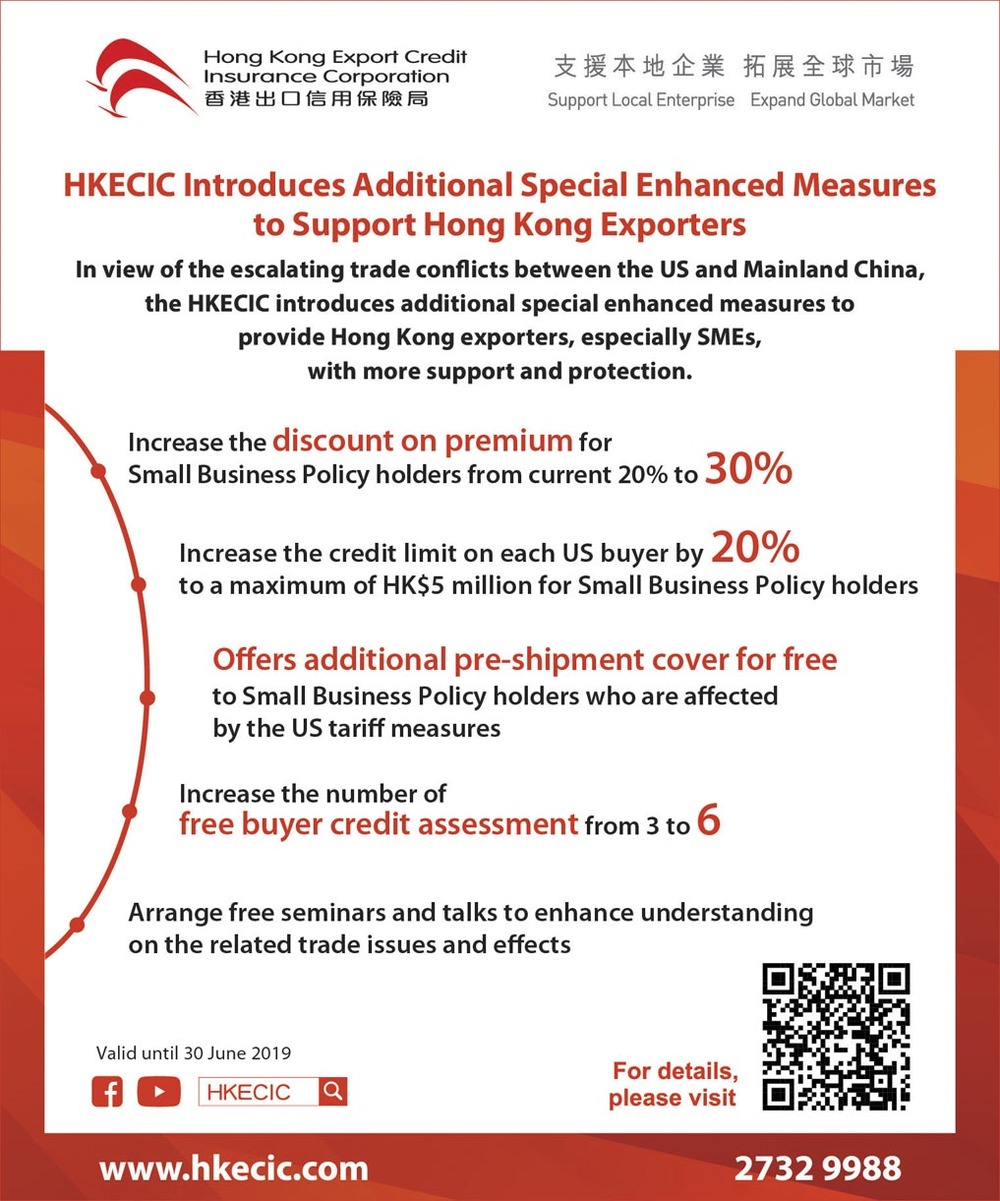 Hong Kong Export Credit
Insurance Corporation
香港出口信用保險局
支援本地企業 拓展全球市場
Support Local Enterprise Expand Global Market
HKECIC Introduces Additional Special Enhanced Measures
to Support Hong Kong Exporters
In view of the escalating trade conflicts between the US and Mainland China,
the HKECIC introduces additional special enhanced measures to
provide Hong Kong exporters, especially SMEs,
with more support and protection.
Increase the discount on premium for
Small Business Policy holders from current 20% to 30%
Increase the credit limit on each US buyer by 20%
to a maximum of HK$5 million for Small Business Policy holders
Offers additional pre-shipment cover for free
to Small Business Policy holders who are affected
by the US tariff measures
Increase the number of
free buyer credit assessment from 3 to 6
Arrange free seminars and talks to enhance understanding
on the related trade issues and effects
Valid until 30 June 2019
HKECIC
For details,
please visit
www.hkecic.com
2732 9988